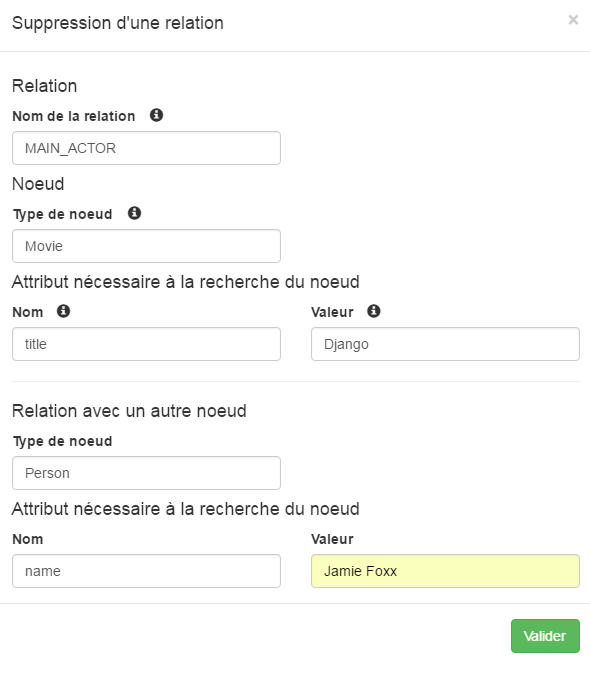 Suppression d'une relation ×
Relation
Nom de la relation
MAIN_ACTOR
Noeud
Type de noeud
Movie
Attribut nécessaire à la recherche du noeud
Nom Valeur
title Django
Relation avec un autre noeud
Type de noeud
Person
Attribut nécessaire à la recherche du noeud
Nom Valeur
name Jamie Foxx
Valider